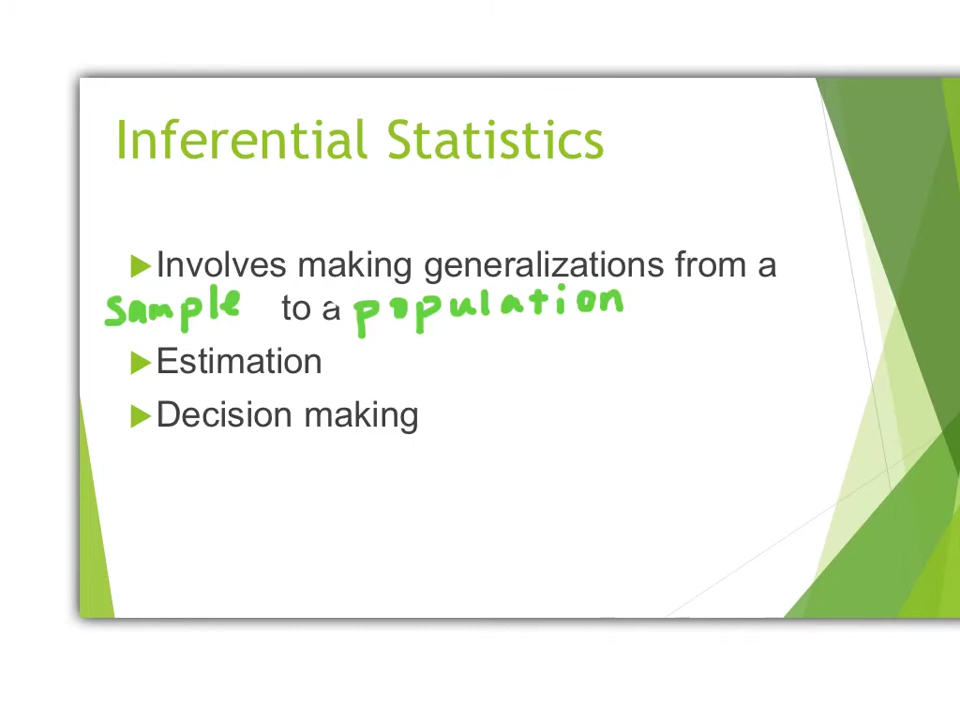 Inferential Statistics
Involves making generalizations from a
sample to a population
Estimation
Decision making